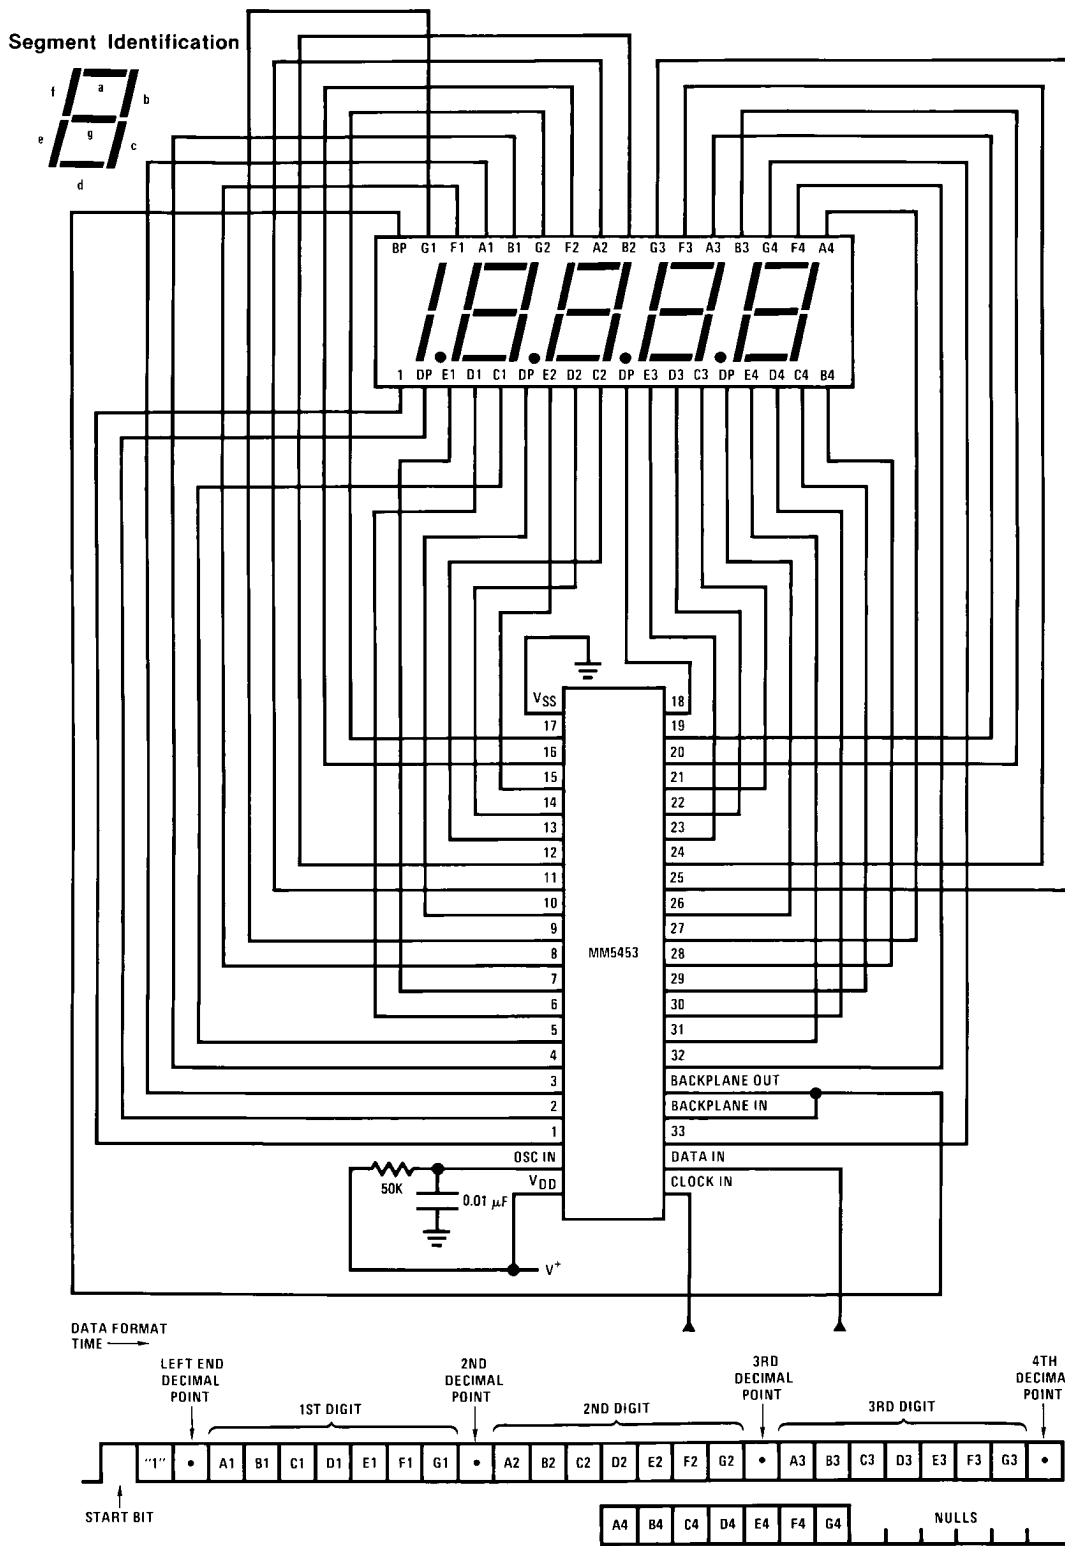 Segment Identification
a
f
b
g
e
c
d
BP G1 F1 A1 B1 G2 F2 A2 B2 G3 F3 A3 B3 G4 F4 A4
1 DP E1 D1 C1 DP E2 D2 C2 DP E3 D3 C3 DP E4 D4 C4 B4
VSS 18
17 19
16 20
15 21
14 22
13 23
12 24
11 25
10 26
9 27
8 MM5453 28
7 29
6 30
5 31
4 32
3 BACKPLANE OUT
2 BACKPLANE IN
1 33
OSC IN DATA IN
VDD CLOCK IN
50K
0.01 μF
V+
DATA FORMAT
TIME
LEFT END
DECIMAL
POINT
2ND
DECIMAL
POINT
3RD
DECIMAL
POINT
4TH
DECIMA
POINT
1ST DIGIT 2ND DIGIT 3RD DIGIT
"1" • A1 B1 C1 D1 E1 F1 G1 • A2 B2 C2 D2 E2 F2 G2 • A3 B3 C3 D3 E3 F3 G3 •
START BIT
A4 B4 C4 D4 E4 F4 G4 NULLS